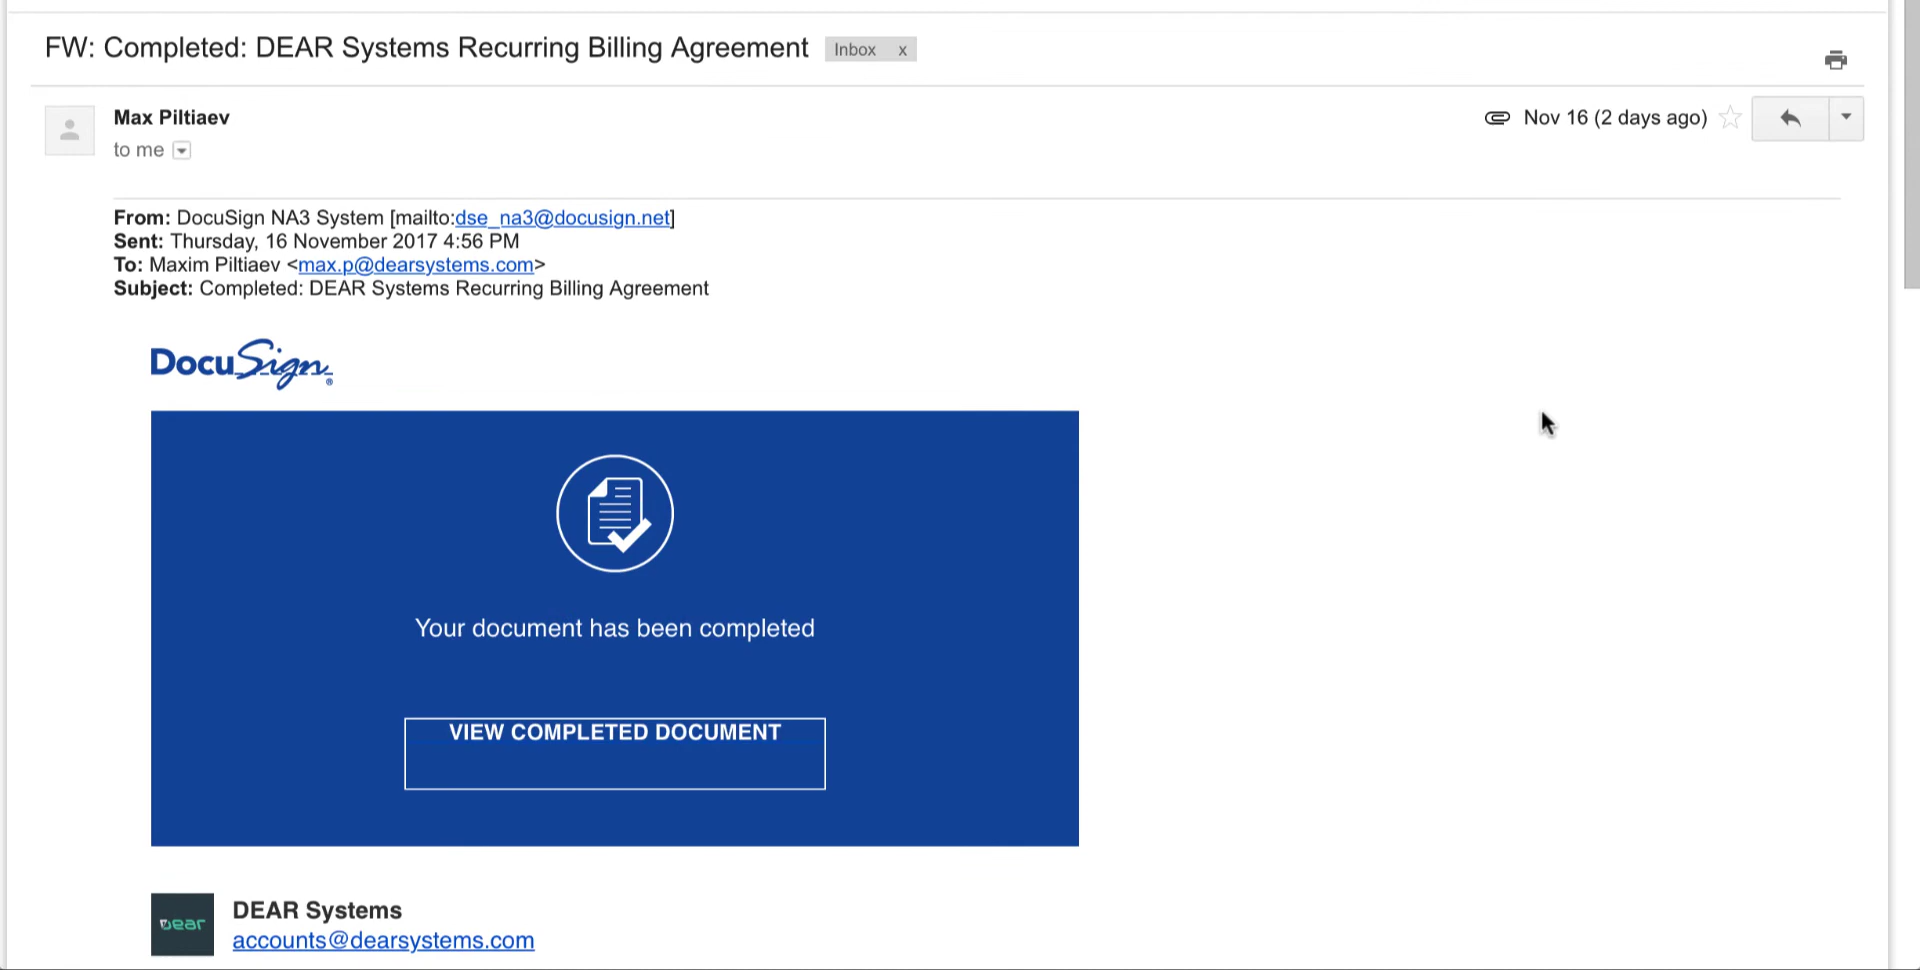 FW: Completed: DEAR Systems Recurring Billing Agreement Inbox x
Max Piltiaev
Nov 16 (2 days ago)
to me
From: DocuSign NA3 System [mailto:dse_na3@docusign.net]
Sent: Thursday, 16 November 2017 4:56 PM
To: Maxim Piltiaev <max.p@dearsystems.com>
Subject: Completed: DEAR Systems Recurring Billing Agreement
DocuSign®
Your document has been completed
VIEW COMPLETED DOCUMENT
Dear
DEAR Systems
accounts@dearsystems.com